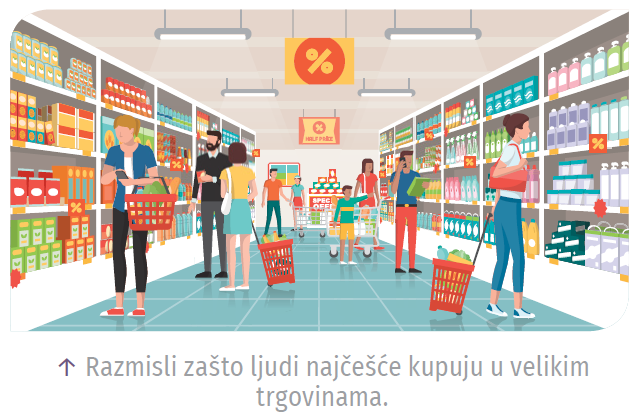 %
%
HALF PRICE
%
%
%
%
%
SPEC
OFFE
↑ Razmisli zašto ljudi najčešće kupuju u velikim
trgovinama.